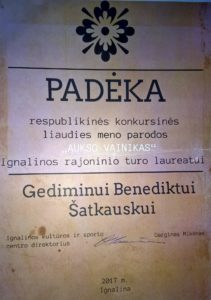 PADĖKA
respublikinės konkursinės
liaudies meno parodos
„AUKSO VAINIKAS"
Ignalinos rajoninio turo laureatui
Gediminui Benediktui
Šatkauskui
Ignalinos kultūros ir sporto
centro direktorius
2017 m.
Ignalina